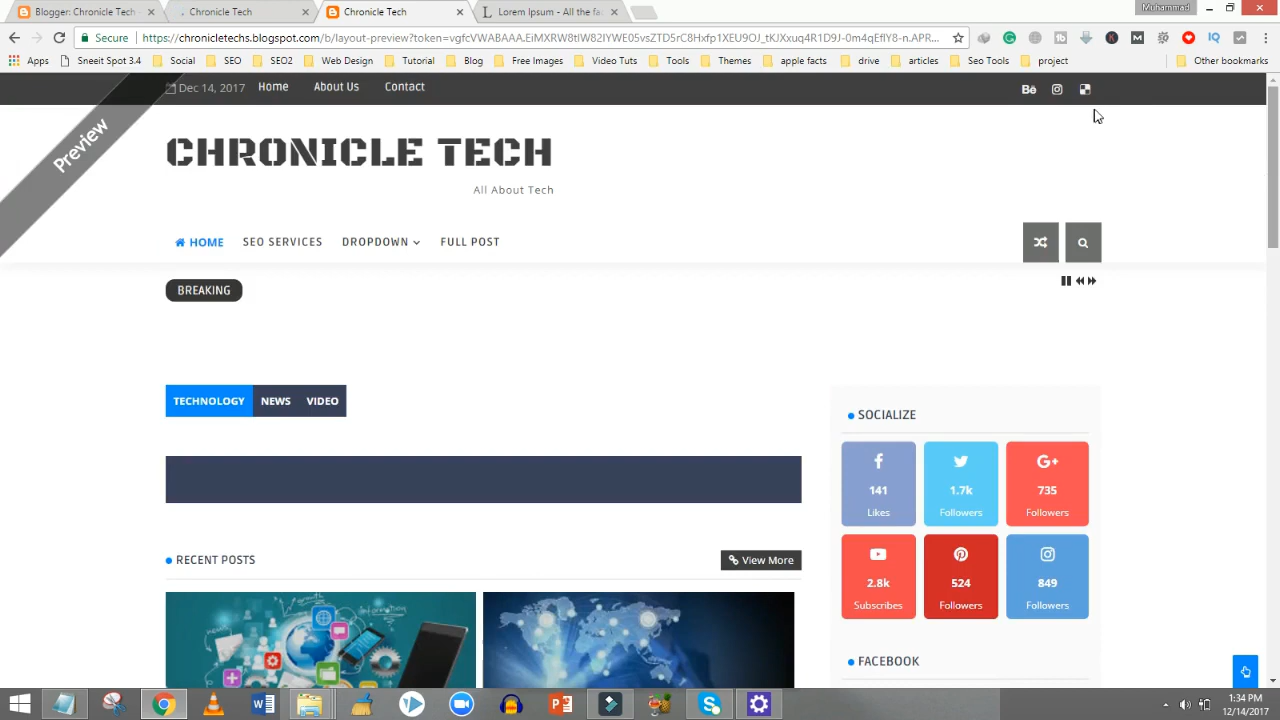 Blogger: Chronicle Tech
Chronicle Tech
Chronicle Tech
Lorem Ipsum - All the fa
Muhammed
Secure
https://chronicletechs.blogspot.com/b/layout-preview?token=vgfcVWABAAA.EiMXRW8tIW82IYWE05vsZTD5rC8Hxfp1XEU9OJ_tKJXxuq4R1D9J-0m4qEflY8-n.APR...
Apps
Sneeit Spot 3.4
Social
SEO
SEO2
Web Design
Tutorial
Blog
Free Images
Video Tuts
Tools
Themes
apple facts
drive
articles
Seo Tools
project
Other bookmarks
Preview
Dec 14, 2017
Home
About Us
Contact
CHRONICLE TECH
All About Tech
HOME
SEO SERVICES
DROPDOWN
FULL POST
BREAKING
TECHNOLOGY
NEWS
VIDEO
SOCIALIZE
141
Likes
1.7k
Followers
735
Followers
2.8k
Subscribes
524
Followers
849
Followers
RECENT POSTS
View More
FACEBOOK
1:34 PM
12/14/2017